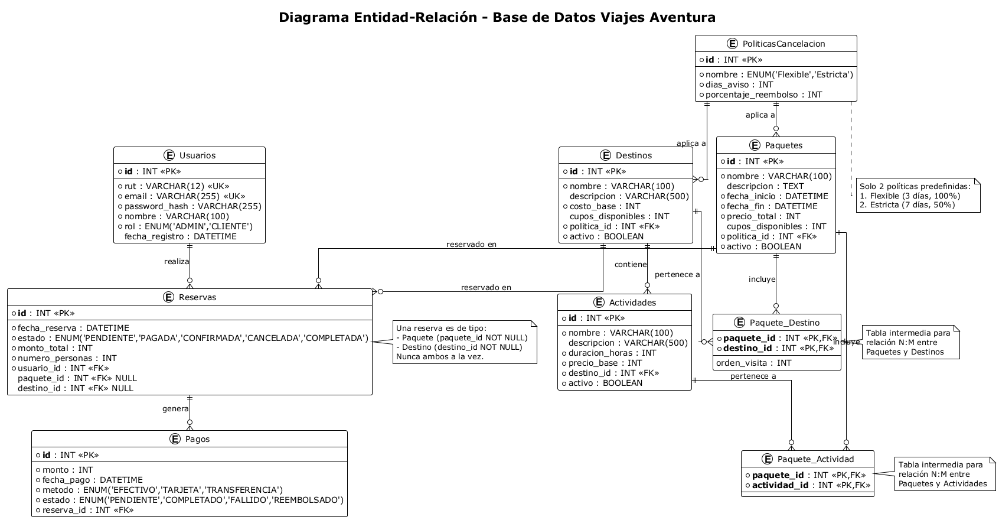 Diagrama Entidad-Relación - Base de Datos Viajes Aventura
E PoliticasCancelacion
id : INT «PK»
nombre : ENUM('Flexible','Estricta')
dias_aviso : INT
porcentaje_reembolso : INT
aplica a
aplica a
E Usuarios
id : INT «PK»
rut : VARCHAR(12) «UK»
email : VARCHAR(255) «UK»
password_hash : VARCHAR(255)
nombre : VARCHAR(100)
rol : ENUM('ADMIN','CLIENTE')
fecha_registro : DATETIME
E Destinos
id : INT «PK»
nombre : VARCHAR(100)
descripcion : VARCHAR(500)
costo_base : INT
cupos_disponibles : INT
politica_id : INT «FK»
activo : BOOLEAN
E Paquetes
id : INT «PK»
nombre : VARCHAR(100)
descripcion : TEXT
fecha_inicio : DATETIME
fecha_fin : DATETIME
precio_total : INT
cupos_disponibles : INT
politica_id : INT «FK»
activo : BOOLEAN
Solo 2 políticas predefinidas:
1. Flexible (3 días, 100%)
2. Estricta (7 días, 50%)
realiza
reservado en
reservado en
contiene
pertenece a
incluye
E Reservas
id : INT «PK»
fecha_reserva : DATETIME
estado : ENUM('PENDIENTE','PAGADA','CONFIRMADA','CANCELADA','COMPLETADA')
monto_total : INT
numero_personas : INT
usuario_id : INT «FK»
paquete_id : INT «FK» NULL
destino_id : INT «FK» NULL
Una reserva es de tipo:
- Paquete (paquete_id NOT NULL)
- Destino (destino_id NOT NULL)
Nunca ambos a la vez.
E Actividades
id : INT «PK»
nombre : VARCHAR(100)
descripcion : VARCHAR(500)
duracion_horas : INT
precio_base : INT
destino_id : INT «FK»
activo : BOOLEAN
E Paquete_Destino
paquete_id : INT «PK,FK»
destino_id : INT «PK,FK»
orden_visita : INT
incluye
Tabla intermedia para
relación N:M entre
Paquetes y Destinos
pertenece a
genera
E Pagos
id : INT «PK»
monto : INT
fecha_pago : DATETIME
metodo : ENUM('EFECTIVO','TARJETA','TRANSFERENCIA')
estado : ENUM('PENDIENTE','COMPLETADO','FALLIDO','REEMBOLSADO')
reserva_id : INT «FK»
E Paquete_Actividad
paquete_id : INT «PK,FK»
actividad_id : INT «PK,FK»
Tabla intermedia para
relación N:M entre
Paquetes y Actividades